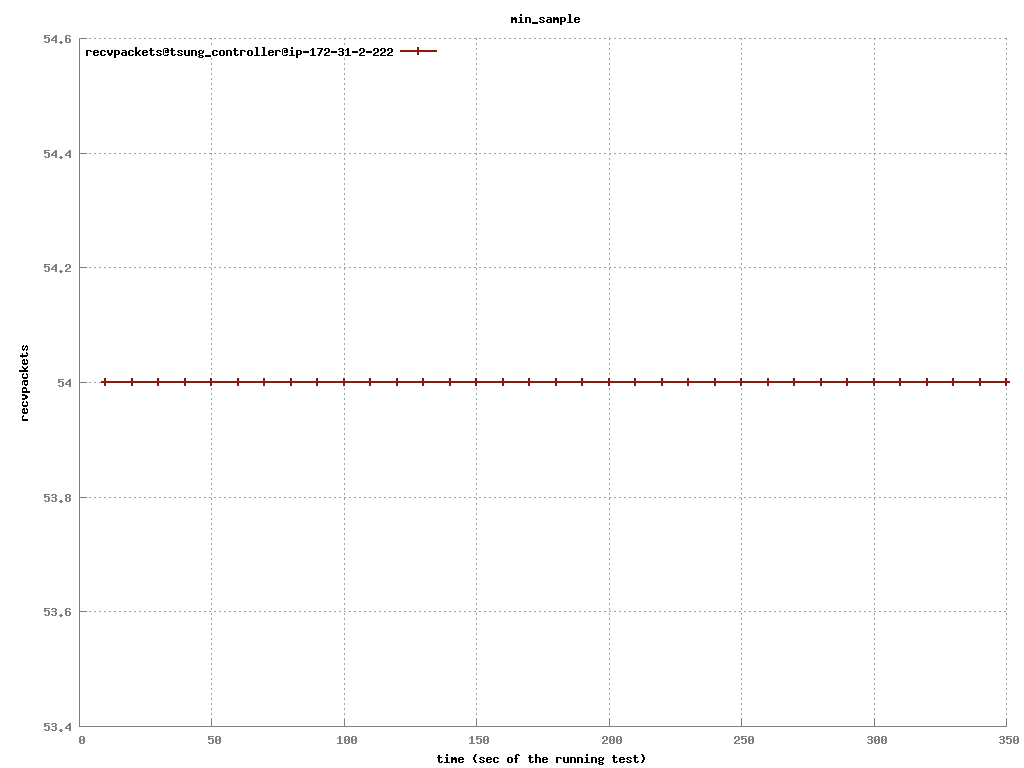 min_sample
54.6
recvpackets@tsung_controller@ip-172-31-2-222
54.4
54.2
54
53.8
53.6
53.4
recvpackets
0 50 100 150 200 250 300 350
time (sec of the running test)